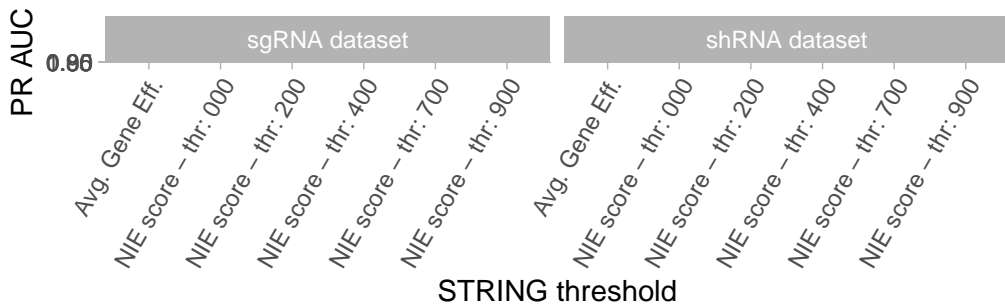 PR AUC
sgRNA dataset
shRNA dataset
Avg. Gene Eff.
NIE score – thr: 000
NIE score – thr: 200
NIE score – thr: 400
NIE score – thr: 700
NIE score – thr: 900
Avg. Gene Eff.
NIE score – thr: 000
NIE score – thr: 200
NIE score – thr: 400
NIE score – thr: 700
NIE score – thr: 900
STRING threshold